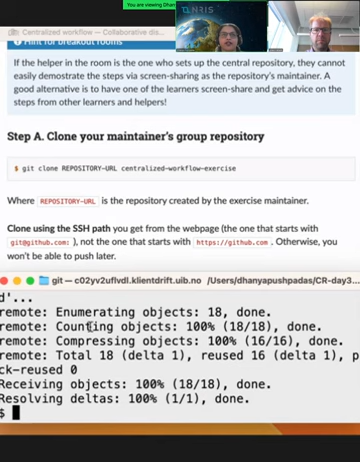 You are viewing Dhan
NRIS
Centralized workflow — Collaborative dis...
Hint for breakout rooms
If the helper in the room is the one who sets up the central repository, they cannot
easily demostrate the steps via screen-sharing as the repository's maintainer. A
good alternative is to have one of the learners screen-share and get advice on the
steps from other learners and helpers!
Step A. Clone your maintainer's group repository
$ git clone REPOSITORY-URL centralized-workflow-exercise
Where REPOSITORY-URL is the repository created by the exercise maintainer.
Clone using the SSH path you get from the webpage (the one that starts with
git@github.com: ), not the one that starts with https://github.com . Otherwise, you
won't be able to push later.
git — c02yv2uflvdl.klientdrift.uib.no /Users/dhanyapushpadas/CR-day3...
d'...
remote: Enumerating objects: 18, done.
remote: Counting objects: 100% (18/18), done.
remote: Compressing objects: 100% (16/16), done.
remote: Total 18 (delta 1), reused 16 (delta 1), p
ck-reused 0
Receiving objects: 100% (18/18), done.
Resolving deltas: 100% (1/1), done.
$